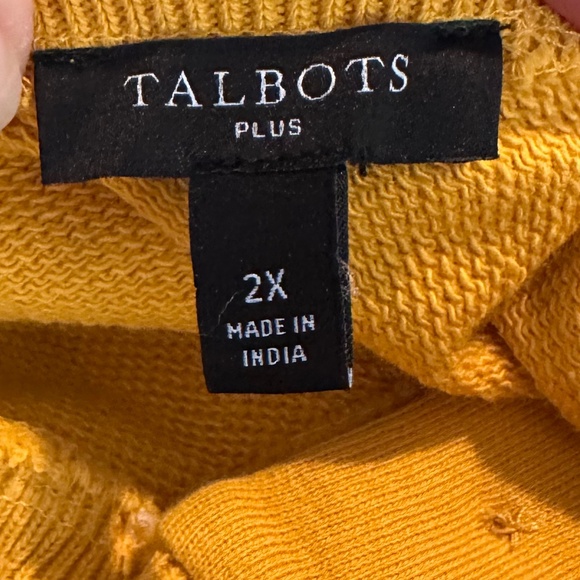 TALBOTS
PLUS
2X
MADE IN
INDIA